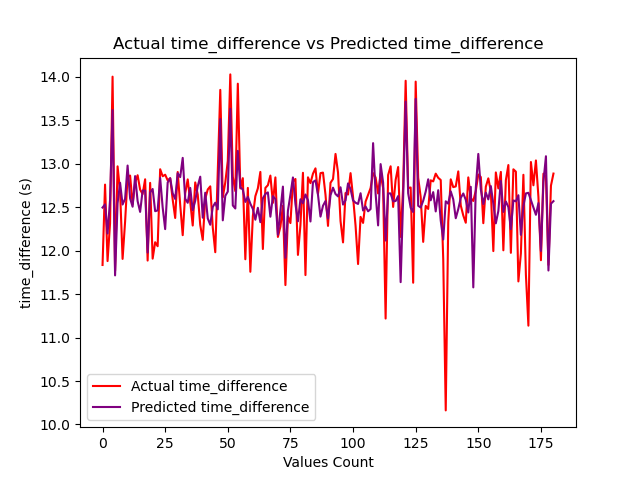 Actual time_difference vs Predicted time_difference
time_difference (s)
14.0
13.5
13.0
12.5
12.0
11.5
11.0
10.5
10.0
Actual time_difference
Predicted time_difference
0 25 50 75 100 125 150 175
Values Count